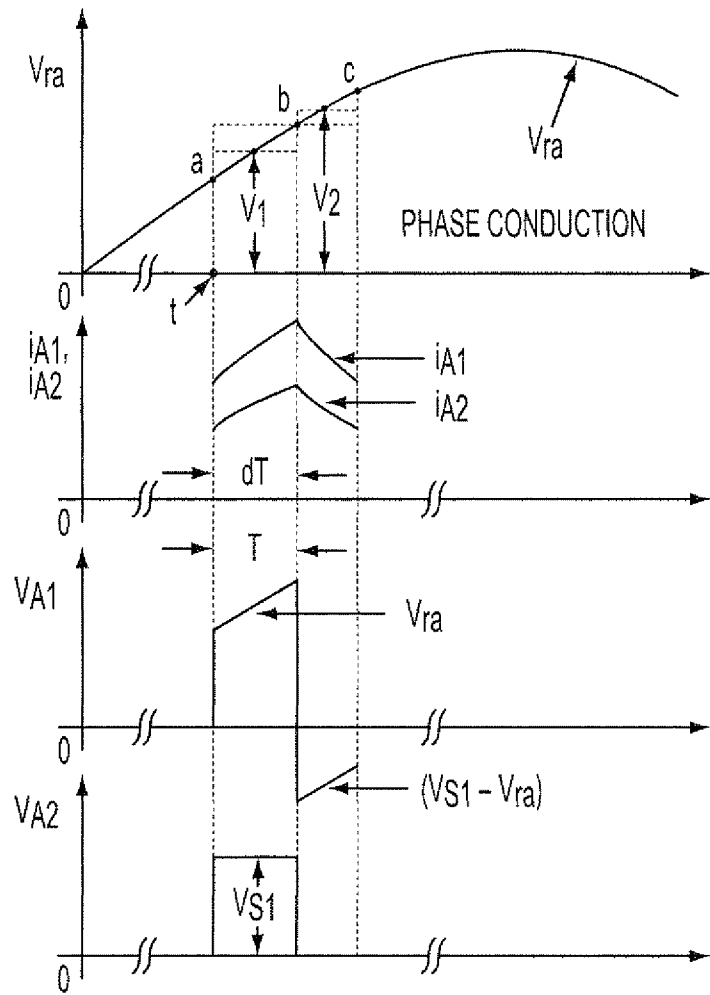 Vra
a
b
c
V1
V2
Vra
PHASE CONDUCTION
0
t
iA1,
iA2
iA1
iA2
dT
0
T
VA1
Vra
0
(VS1 – Vra)
VA2
VS1
0